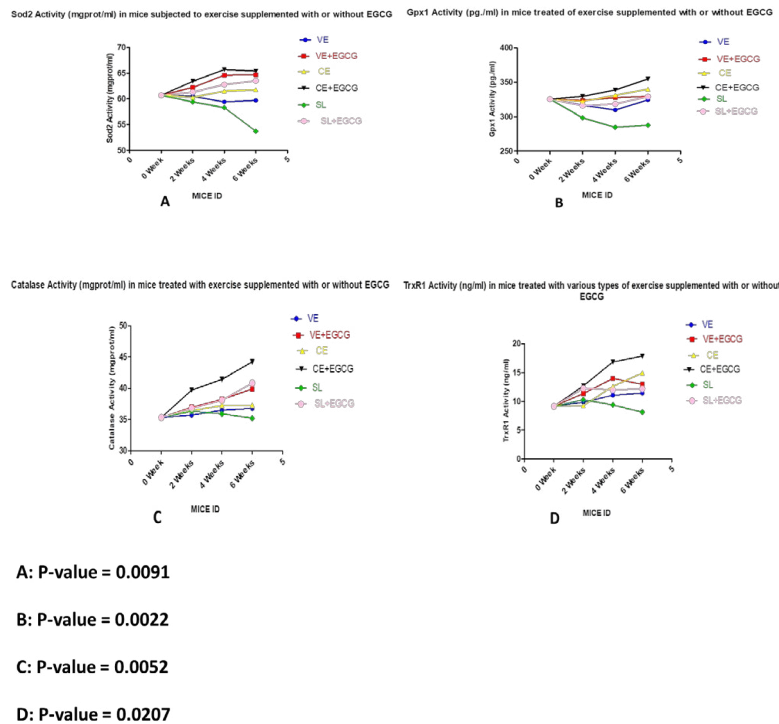 Sod2 Activity (mgprot/ml) in mice subjected to exercise supplemented with or without EGCG
65
60
55
50
70
Sod2 Activity (mgprot/ml)
0
0 Week
2 Weeks
4 Weeks
6 Weeks
5
MICE ID
VE
VE+EGCG
CE
CE+EGCG
SL
SL+EGCG
A
Gpx1 Activity (pg./ml) in mice treated of exercise supplemented with or without EGCG
400
350
300
250
Gpx1 Activity (pg/ml)
0
0 Week
2 Weeks
4 Weeks
6 Weeks
5
MICE ID
VE
VE+EGCG
CE
CE+EGCG
SL
SL+EGCG
B
Catalase Activity (mgprot/ml) in mice treated with exercise supplemented with or without EGCG
50
45
40
35
30
Catalase Activity (mgprot/ml)
0
0 Week
2 Weeks
4 Weeks
6 Weeks
5
MICE ID
VE
VE+EGCG
CE
CE+EGCG
SL
SL+EGCG
C
TrxR1 Activity (ng/ml) in mice treated with various types of exercise supplemented with or without
EGCG
20
15
10
5
0
TrxR1 Activity (ng/ml)
0
0 Week
2 Weeks
4 Weeks
6 Weeks
5
MICE ID
VE
VE+EGCG
CE
CE+EGCG
SL
SL+EGCG
D
A: P-value = 0.0091
B: P-value = 0.0022
C: P-value = 0.0052
D: P-value = 0.0207